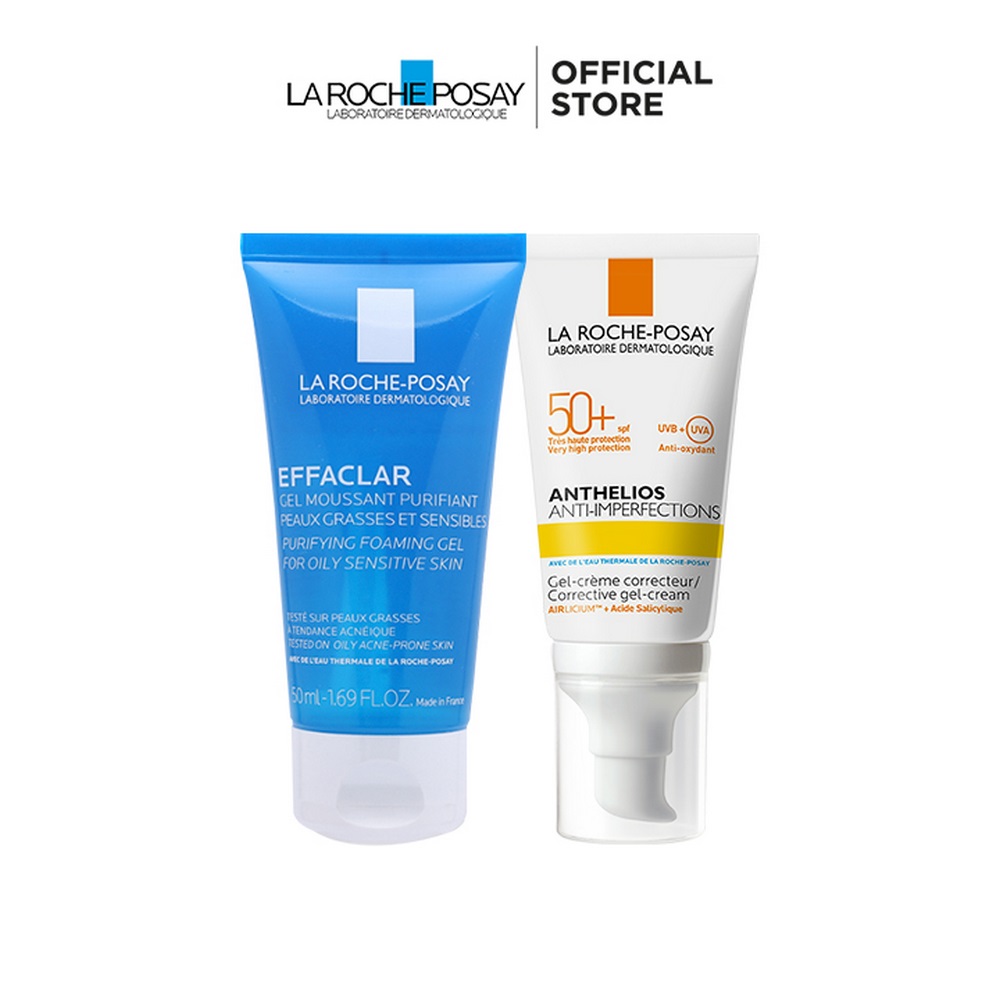 LA ROCHE POSAY
LABORATOIRE DERMATOLOGIQUE
OFFICIAL
STORE
LA ROCHE-POSAY
LABORATOIRE DERMATOLOGIQUE
EFFACLAR
GEL MOUSSANT PURIFIANT
PEAUX GRASSES ET SENSIBLES
PURIFYING FOAMING GEL
FOR OILY SENSITIVE SKIN
TESTÉ SUR PEAUX GRASSES
À TENDANCE ACNÉIQUE
TESTED ON OILY ACNE-PRONE SKIN
AVEC DE L'EAU THERMALE DE LA ROCHE-POSAY
50ml-1.69 FL.OZ. Made in France
LA ROCHE-POSAY
LABORATOIRE DERMATOLOGIQUE
50+ spf
Très haute protection
Very high protection
UVB + UVA
Anti-oxydant
ANTHELIOS
ANTI-IMPERFECTIONS
AVEC DE L'EAU THERMALE DE LA ROCHE-POSAY
Gel-crème correcteur/
Corrective gel-cream
AIRLICIUM™ + Acide Salicylique